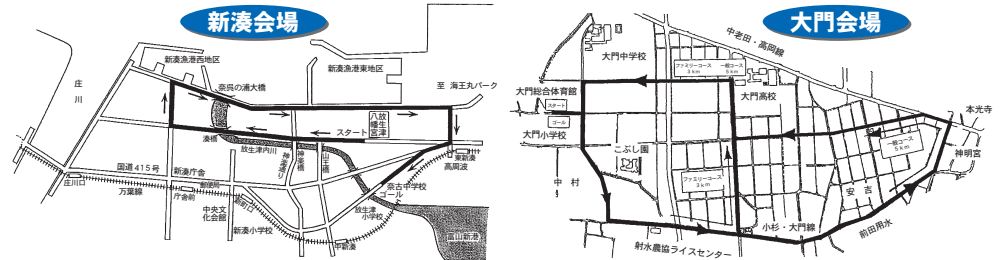 新湊会場
新湊漁港西地区
新湊漁港東地区
至 海王丸パーク
庄川
奈呉の浦大橋
放生津八幡宮
スタート
湊橋
放生津内川
神楽橋
山王橋
東新湊
高周波
国道415号
新湊庁舎
庄川口
万葉線
庁舎前
郵便局
中央文化会館
新湊小学校
奈古中学校
ゴール
放生津小学校
中新湊
富山新港
大門会場
中老田・高岡線
大門中学校
ファミリーコース
3km
一般コース
5km
大門総合体育館
スタート
ゴール
大門高校
大門小学校
本光寺
神明宮
こぶし園
一般コース
5km
ファミリーコース
3km
中村
安吉
小杉・大門線
前田用水
射水農協ライスセンター